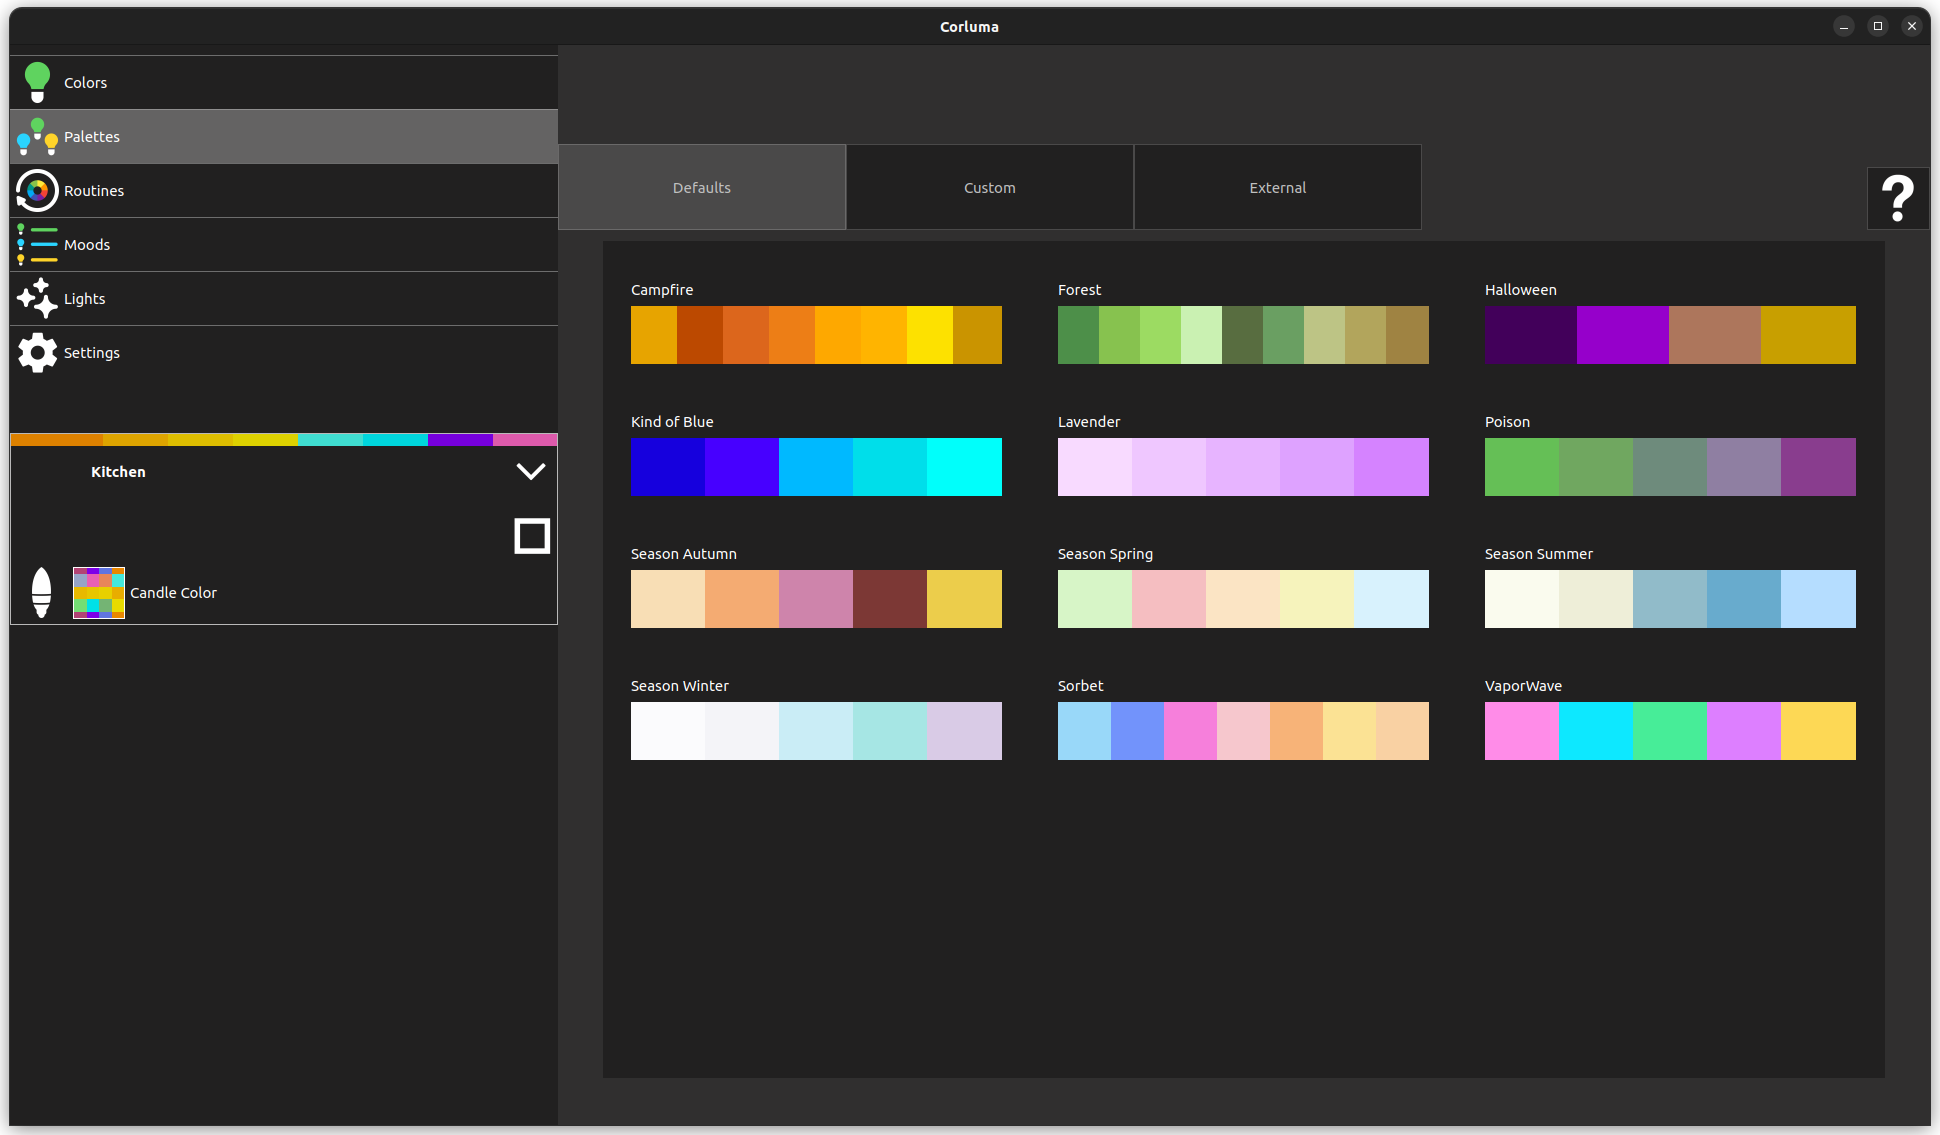 Corluma
Colors
Palettes
Routines
Moods
Lights
Settings
Kitchen
Candle Color
Defaults
Custom
External
?
Campfire
Forest
Halloween
Kind of Blue
Lavender
Poison
Season Autumn
Season Spring
Season Summer
Season Winter
Sorbet
VaporWave